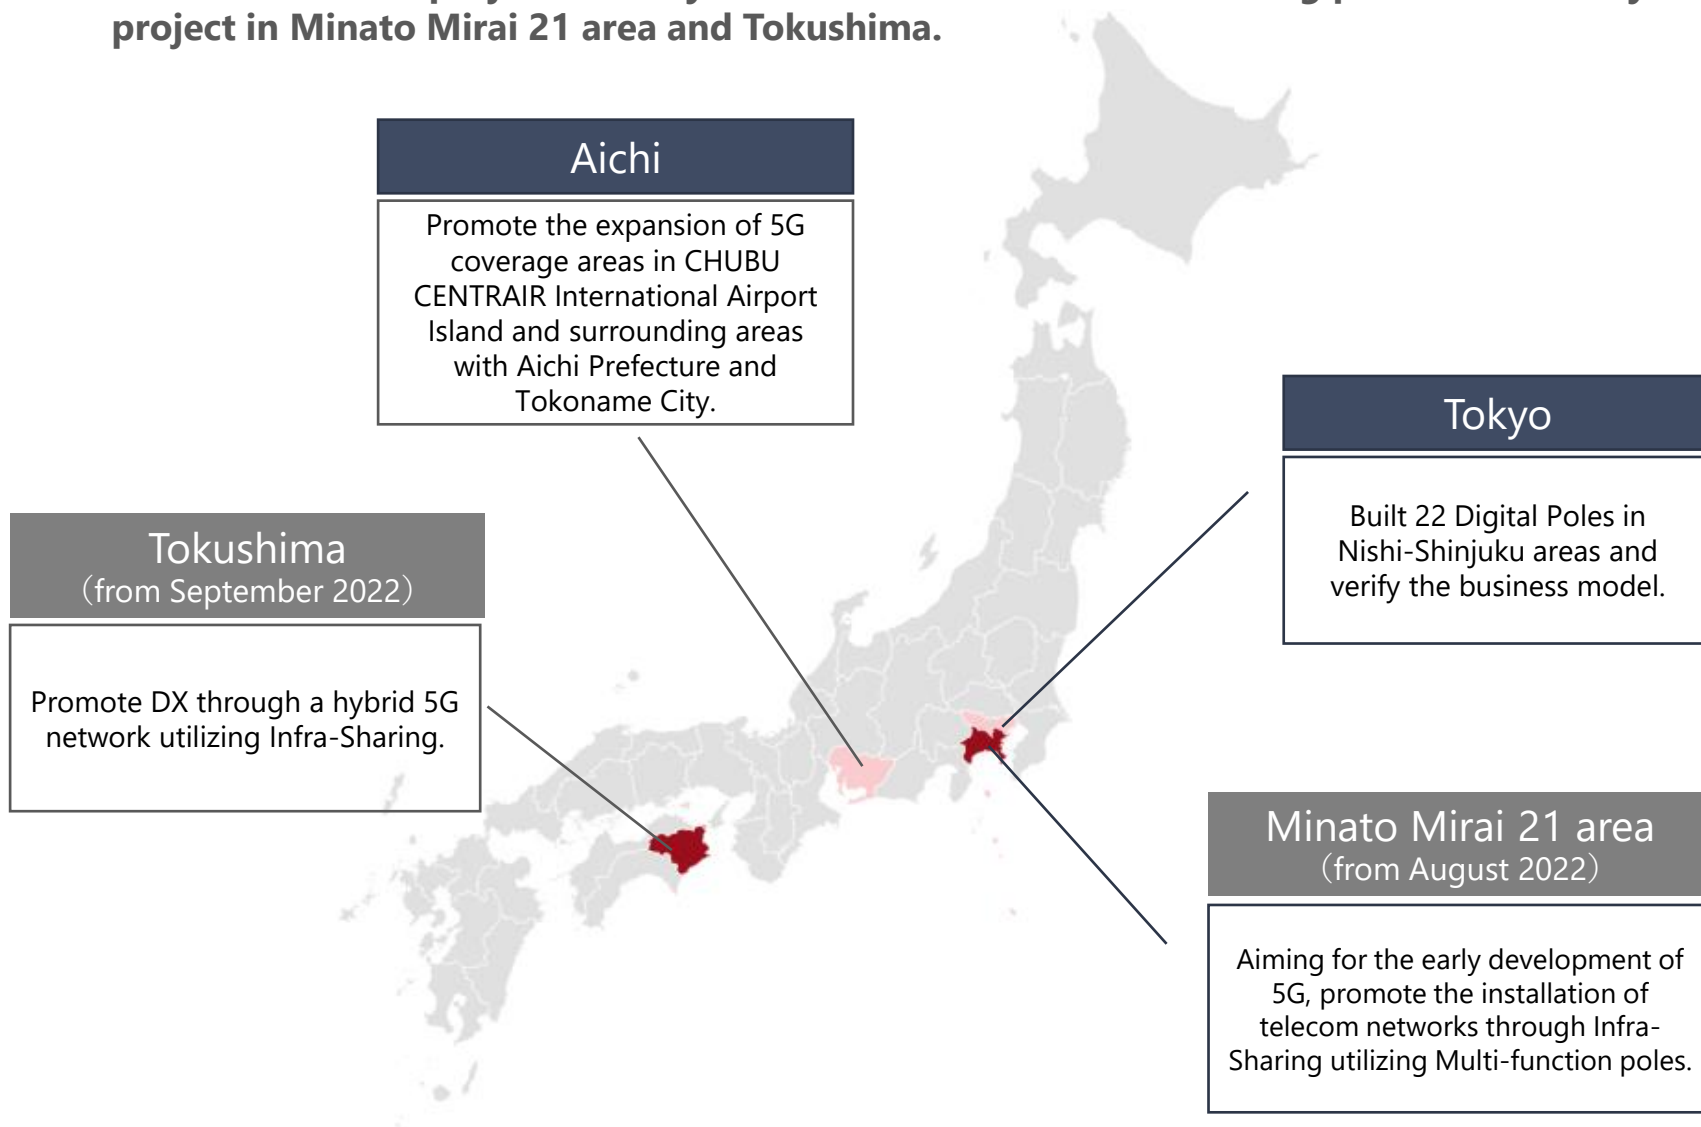 project in Minato Mirai 21 area and Tokushima.
Aichi
Promote the expansion of 5G
coverage areas in CHUBU
CENTRAIR International Airport
Island and surrounding areas
with Aichi Prefecture and
Tokoname City.
Tokyo
Built 22 Digital Poles in
Nishi-Shinjuku areas and
verify the business model.
Tokushima
（from September 2022）
Promote DX through a hybrid 5G
network utilizing Infra-Sharing.
Minato Mirai 21 area
（from August 2022）
Aiming for the early development of
5G, promote the installation of
telecom networks through Infra-
Sharing utilizing Multi-function poles.